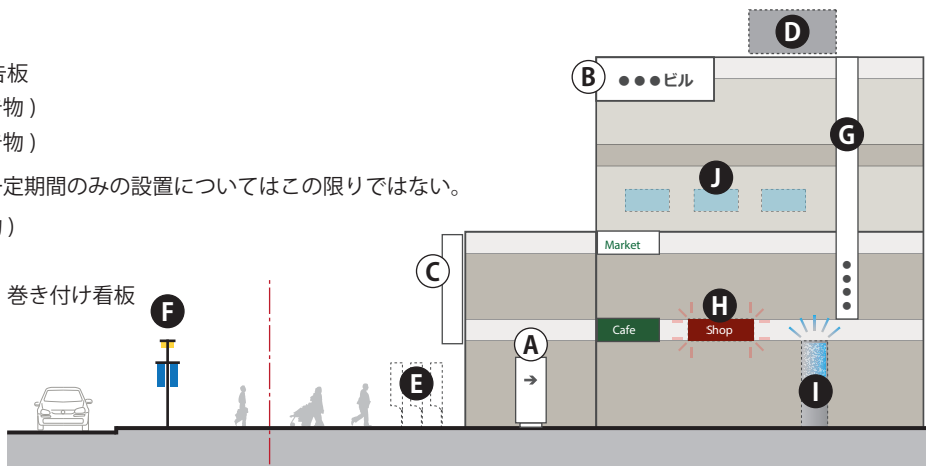 告板
物 )
物 )
一定期間のみの設置についてはこの限りではない。
)
巻き付け看板
D
B
●●●ビル
G
J
Market
C
F
H
A
Cafe
Shop
E
→
I